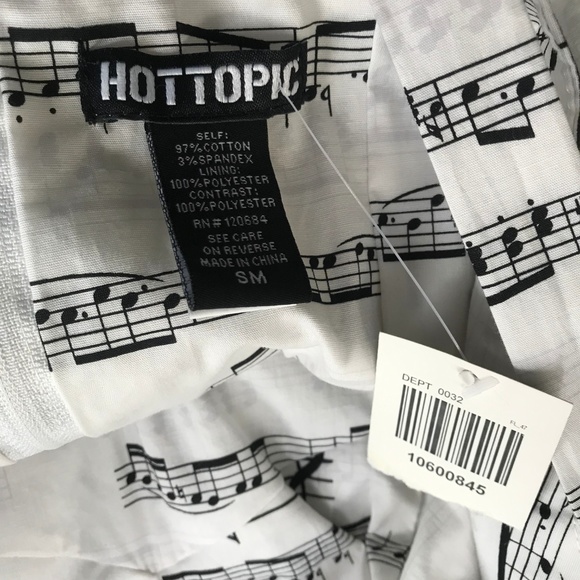 HOTTOPIC
SELF:
97%COTTON
3%SPANDEX
LINING:
100%POLYESTER
CONTRAST:
100%POLYESTER
RN# 120684
SEE CARE
ON REVERSE
MADE IN CHINA
SM
DEPT 0032
FL_47
10600845